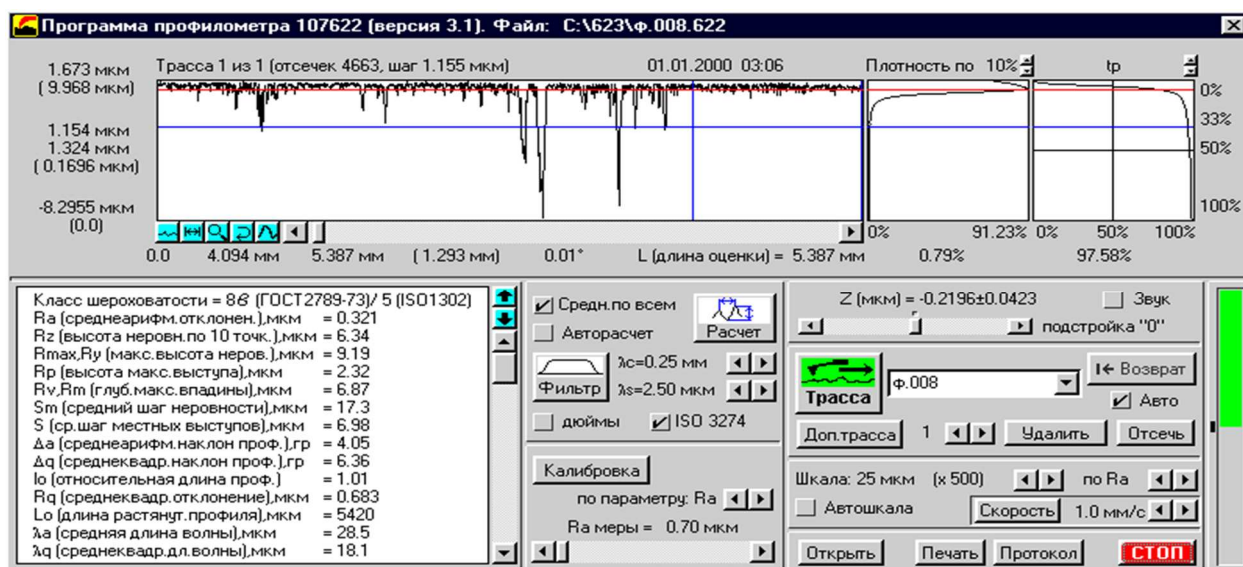 Программа профилометра 107622 (версия 3.1). Файл: C:\623\ф.008.622
1.673 мкм
( 9.968 мкм)
1.154 мкм
1.324 мкм
( 0.1696 мкм)
-8.2955 мкм
(0.0)
Трасса 1 из 1 (отсечек 4663, шаг 1.155 мкм) 01.01.2000 03:06
Плотность по 10%
tp
0%
33%
50%
100%
0% 91.23% 0% 50% 100%
0.0 4.094 мм 5.387 мм ( 1.293 мм) 0.01° L (длина оценки) = 5.387 мм 0.79% 97.58%
Класс шероховатости = 8б (ГОСТ2789-73)/ 5 (ISO1302)
Ra (среднеарифм.отклонен.),мкм = 0.321
Rz (высота неровн.по 10 точк.),мкм = 6.34
Rmax,Ry (макс.высота неров.),мкм = 9.19
Rp (высота макс.выступа),мкм = 2.32
Rv,Rm (глуб.макс.впадины),мкм = 6.87
Sm (средний шаг неровности),мкм = 17.3
S (ср.шаг местных выступов),мкм = 6.98
Δa (среднеарифм.наклон проф.),гр = 4.05
Δq (среднеквадр.наклон проф.),гр = 6.36
lo (относительная длина проф.) = 1.01
Rq (среднеквадр.отклонение),мкм = 0.683
Lo (длина растянут.профиля),мкм = 5420
λa (средняя длина волны),мкм = 28.5
λq (среднеквадр.дл.волны),мкм = 18.1
Средн.по всем
Авторасчет
Расчет
Фильтр
λc=0.25 мм
λs=2.50 мкм
дюймы ISO 3274
Калибровка
по параметру: Ra
Ra меры = 0.70 мкм
Z (мкм) = -0.2196±0.0423 Звук
подстройка "0"
Трасса
ф.008
Возврат
Авто
Доп.трасса 1 Удалить Отсечь
Шкала: 25 мкм (x 500) по Ra
Автошкала Скорость 1.0 мм/с
Открыть Печать Протокол СТОП